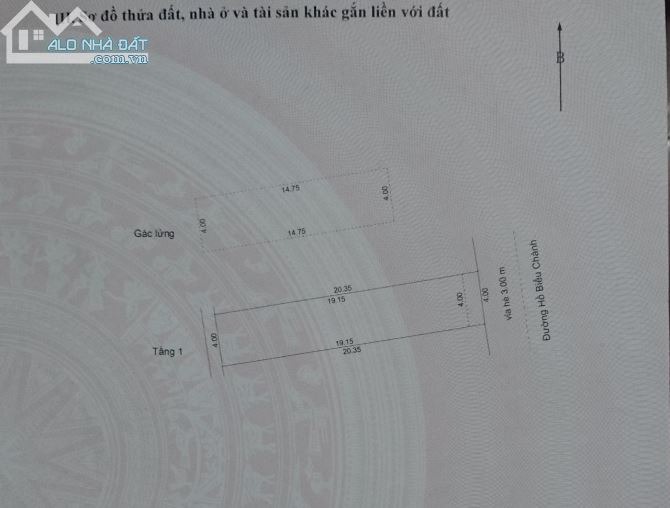 III. Sơ đồ thửa đất, nhà ở và tài sản khác gắn liền với đất
ALO NHÀ ĐẤT
.com.vn
B
14.75
4.00
4.00
14.75
Gác lửng
20.35
19.15
4.00
4.00
vỉa hè 3.00 m
Đường Hồ Biểu Chánh
4.00
Tầng 1
19.15
20.35